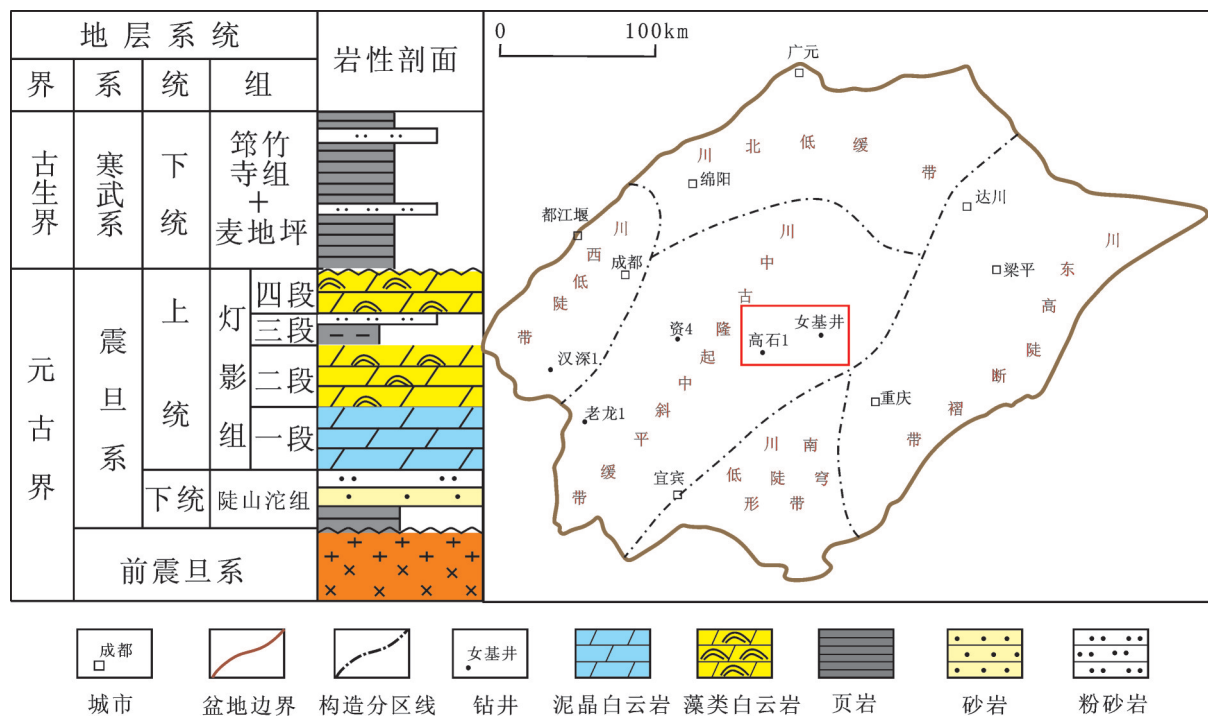 地层系统
岩性剖面
界
系
统
组
古生界
寒武系
下统
筇竹寺组+麦地坪
元古界
震旦系
上统
灯影组
四段
三段
二段
一段
下统
陡山沱组
前震旦系
0
100km
广元
川北低缓带
绵阳
达川
都江堰
成都
川西低陡带
川中古隆起中斜平缓带
梁平
川东高陡断褶带
资4
高石1
女基井
汉深1
老龙1
重庆
宜宾
川南低陡穹形带
成都
女基井
城市
盆地边界
构造分区线
钻井
泥晶白云岩
藻类白云岩
页岩
砂岩
粉砂岩